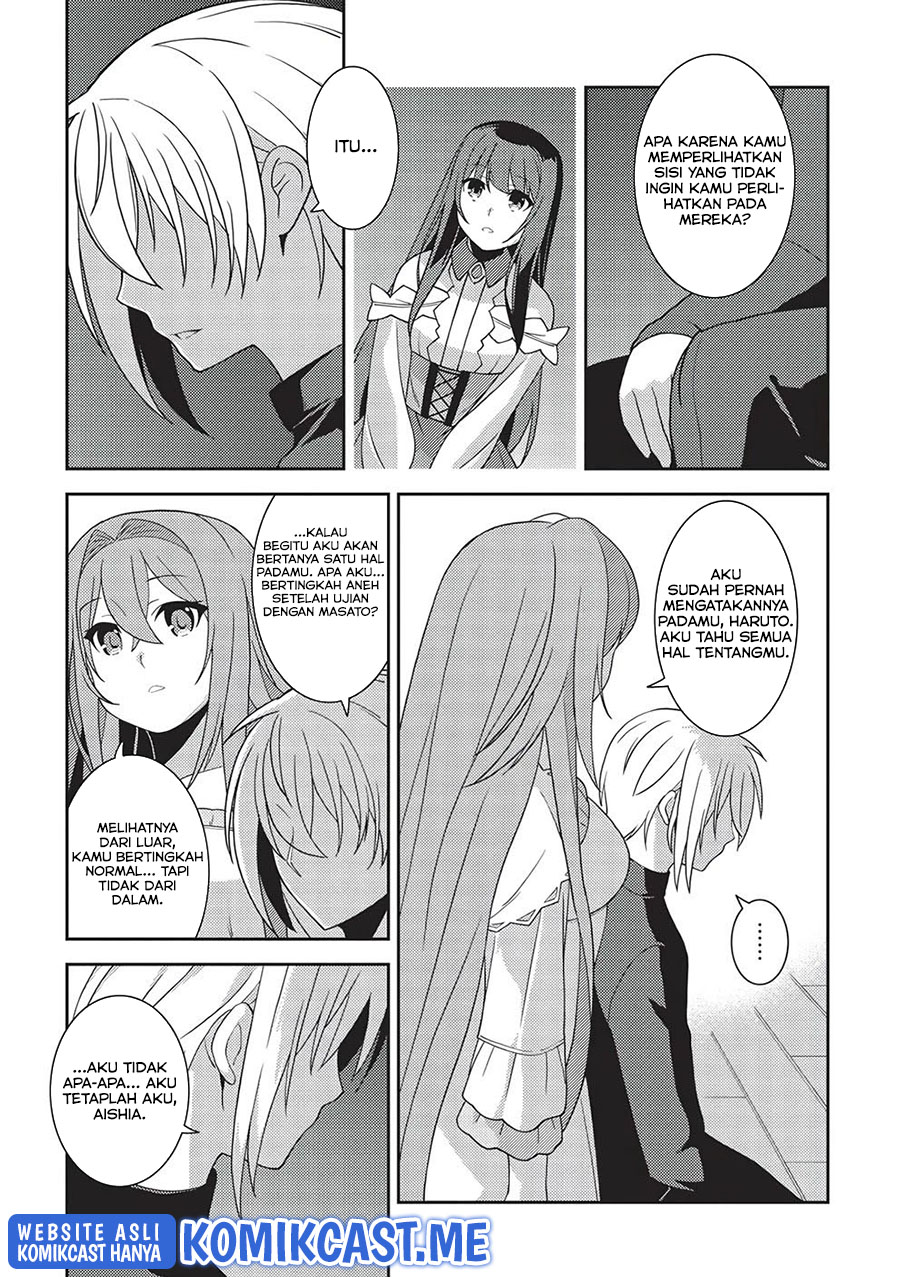 APA KARENA KAMU
MEMPERLIHATKAN
SISI YANG TIDAK
INGIN KAMU PERLI-
HATKAN PADA
MEREKA?
ITU...
AKU
SUDAH PERNAH
MENGATAKANNYA
PADAMU, HARUTO.
AKU TAHU SEMUA
HAL TENTANGMU.
......
...KALAU
BEGITU AKU AKAN
BERTANYA SATU HAL
PADAMU. APA AKU...
BERTINGKAH ANEH
SETELAH UJIAN
DENGAN MASATO?
MELIHATNYA
DARI LUAR,
KAMU BERTINGKAH
NORMAL... TAPI
TIDAK DARI
DALAM.
...AKU TIDAK
APA-APA... AKU
TETAPLAH AKU,
AISHIA.
WEBSITE ASLI
KOMIKCAST HANYA
KOMIKCAST.ME